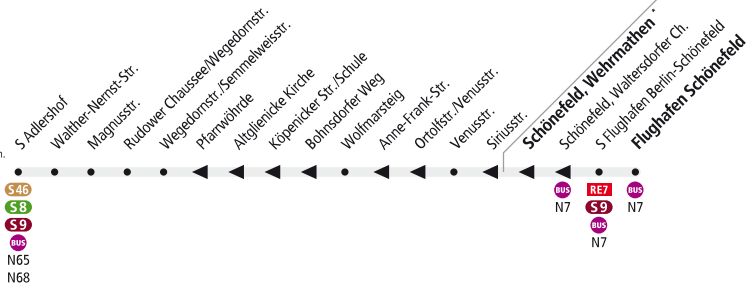 S Adlershof
Walther-Nernst-Str.
Magnusstr.
Rudower Chaussee/Wegedornstr.
Wegedornstr./Semmelweisstr.
Pfarrwöhrde
Altglienicke Kirche
Köpenicker Str./Schule
Bohnsdorfer Weg
Wolfmarsteig
Anne-Frank-Str.
Ortolfstr./Venusstr.
Venusstr.
Siriusstr.
Schönefeld, Wehrmathen *
Schönefeld, Waltersdorfer Ch.
S Flughafen Berlin-Schönefeld
Flughafen Schönefeld
S46
S8
S9
BUS
N65
N68
BUS
N7
RE7
S9
BUS
N7
BUS
N7